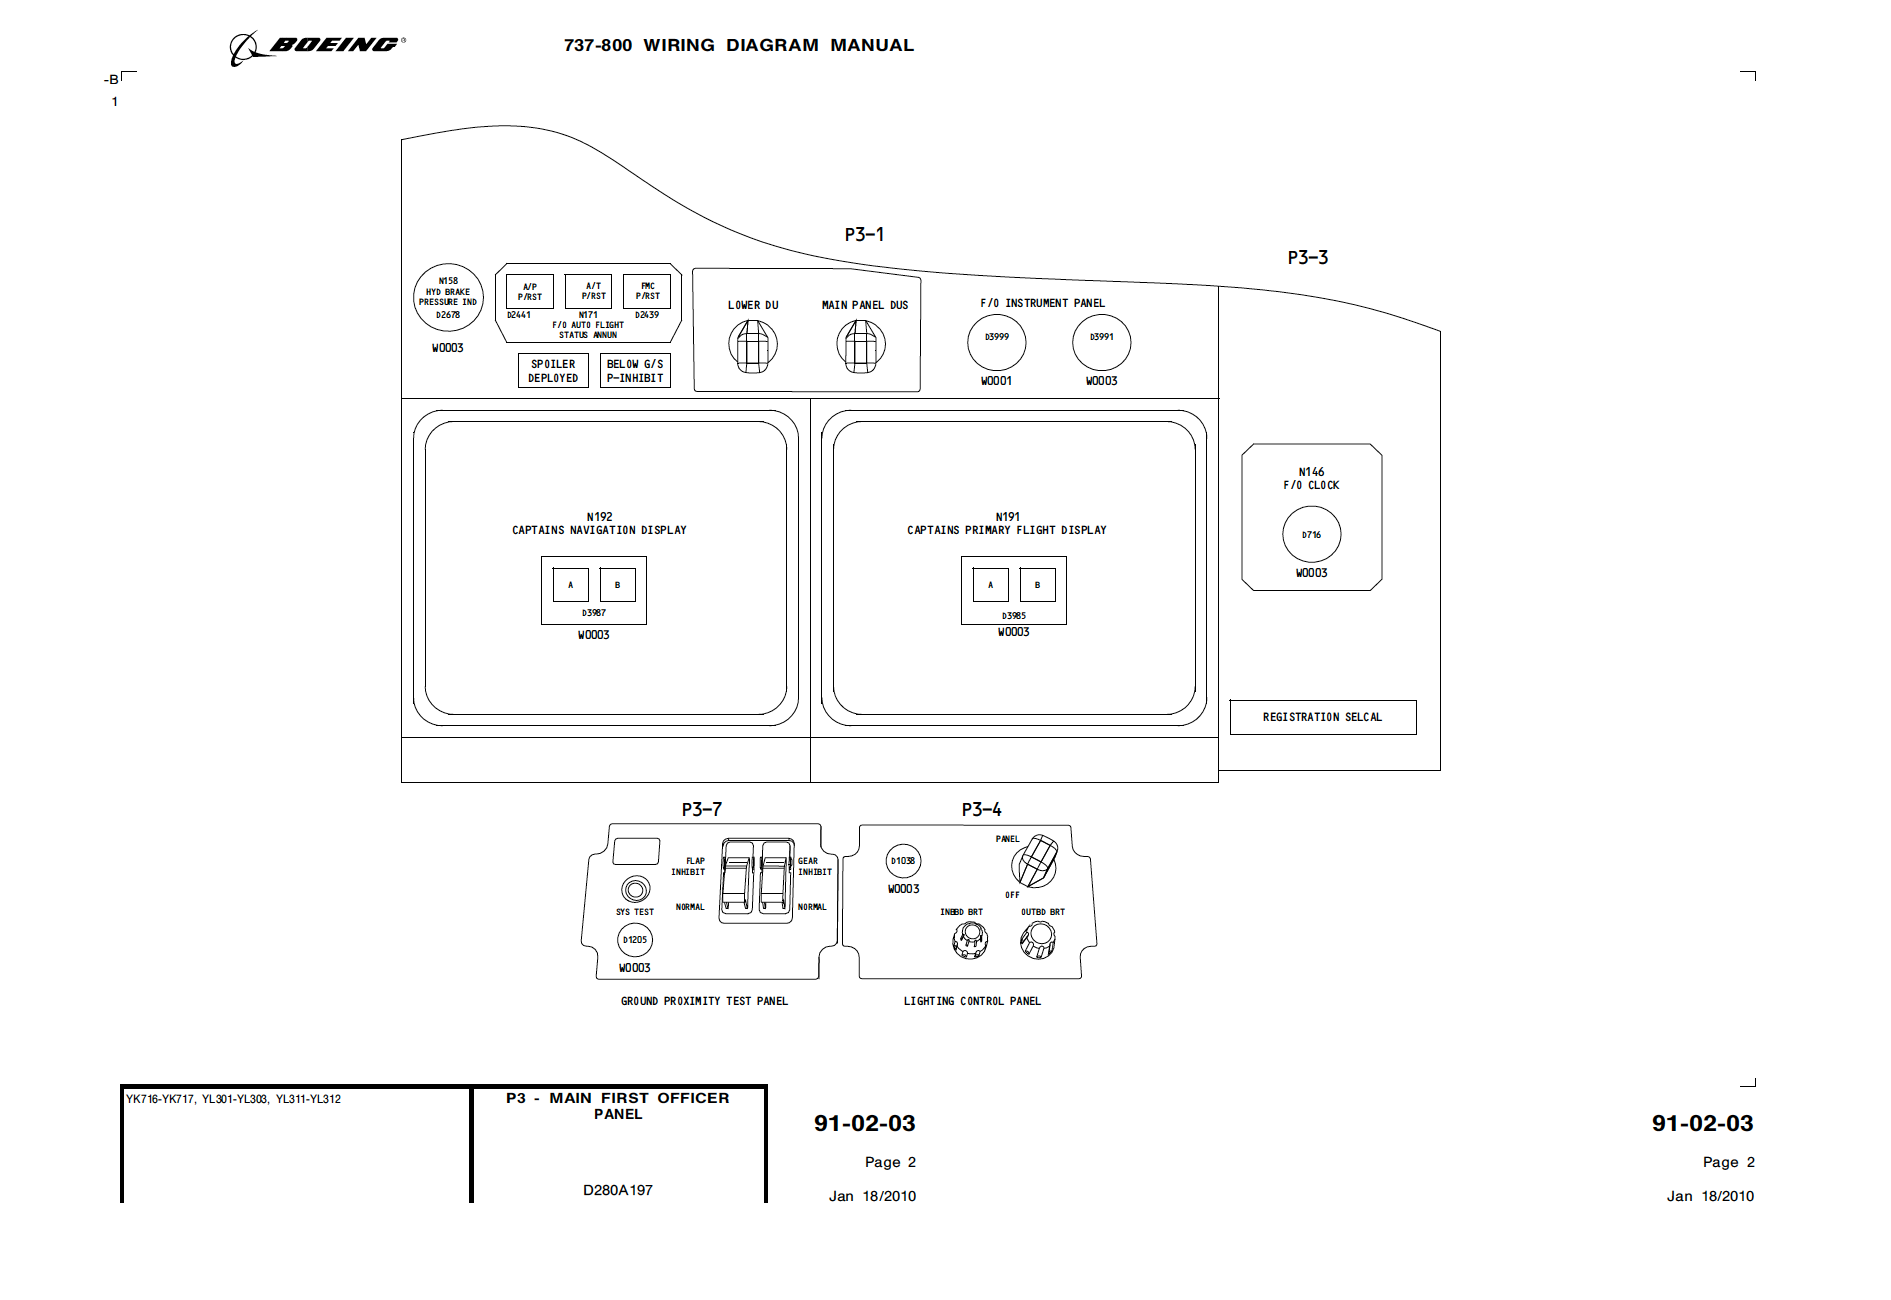 BOEING®
737-800 WIRING DIAGRAM MANUAL
-B
1
P3-1
P3-3
N158
HYD BRAKE
PRESSURE IND
D2678
W0003
A/P
P/RST
D2441
A/T
P/RST
N171
FMC
P/RST
D2439
F/O AUTO FLIGHT
STATUS ANNUN
SPOILER
DEPLOYED
BELOW G/S
P-INHIBIT
LOWER DU
MAIN PANEL DUS
F/O INSTRUMENT PANEL
D3999
W0001
D3991
W0003
N192
CAPTAINS NAVIGATION DISPLAY
A B
D3987
W0003
N191
CAPTAINS PRIMARY FLIGHT DISPLAY
A B
D3985
W0003
N146
F/O CLOCK
D716
W0003
REGISTRATION SELCAL
P3-7
FLAP
INHIBIT
NORMAL
GEAR
INHIBIT
NORMAL
SYS TEST
D1205
W0003
GROUND PROXIMITY TEST PANEL
P3-4
D1038
W0003
PANEL
OFF
INBBD BRT
OUTBD BRT
LIGHTING CONTROL PANEL
YK716-YK717, YL301-YL303, YL311-YL312
P3 - MAIN FIRST OFFICER
PANEL
D280A197
91-02-03
Page 2
Jan 18/2010
91-02-03
Page 2
Jan 18/2010